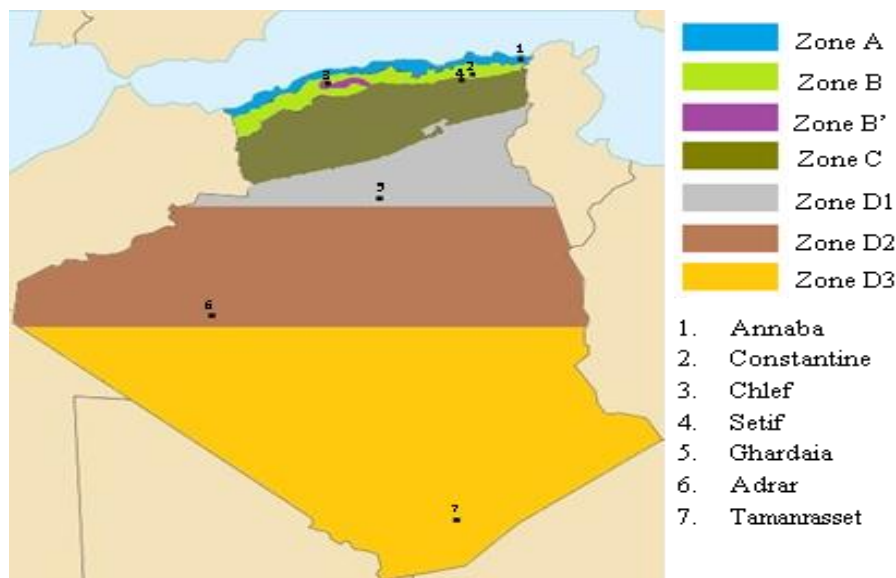 1
2
4
3
5
6
7
Zone A
Zone B
Zone B’
Zone C
Zone D1
Zone D2
Zone D3
1. Annaba
2. Constantine
3. Chlef
4. Setif
5. Ghardaia
6. Adrar
7. Tamanrasset